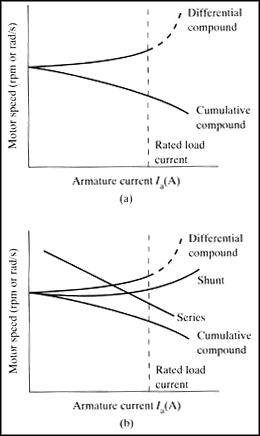 Motor speed (rpm or rad/s)
Differential
compound
Cumulative
compound
Rated load
current
Armature current Ia(A)
(a)
Motor speed (rpm or rad/s)
Differential
compound
Shunt
Series
Cumulative
compound
Rated load
current
Armature current Ia(A)
(b)